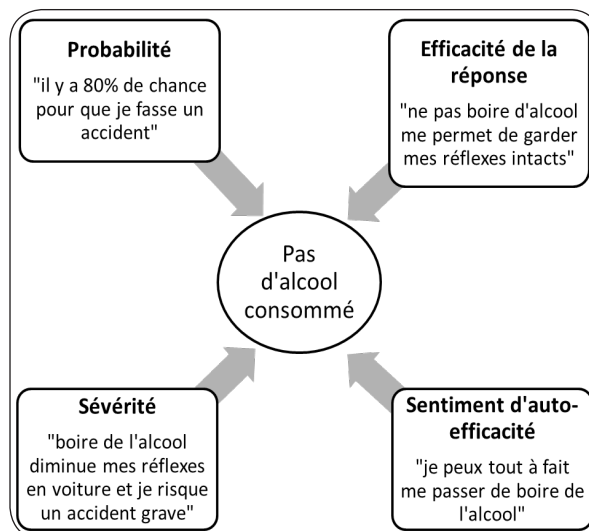 Probabilité
"il y a 80% de chance
pour que je fasse un
accident"
Efficacité de la
réponse
"ne pas boire d'alcool
me permet de garder
mes réflexes intacts"
Pas
d'alcool
consommé
Sévérité
"boire de l'alcool
diminue mes réflexes
en voiture et je risque
un accident grave"
Sentiment d'auto-
efficacité
"je peux tout à fait
me passer de boire de
l'alcool"